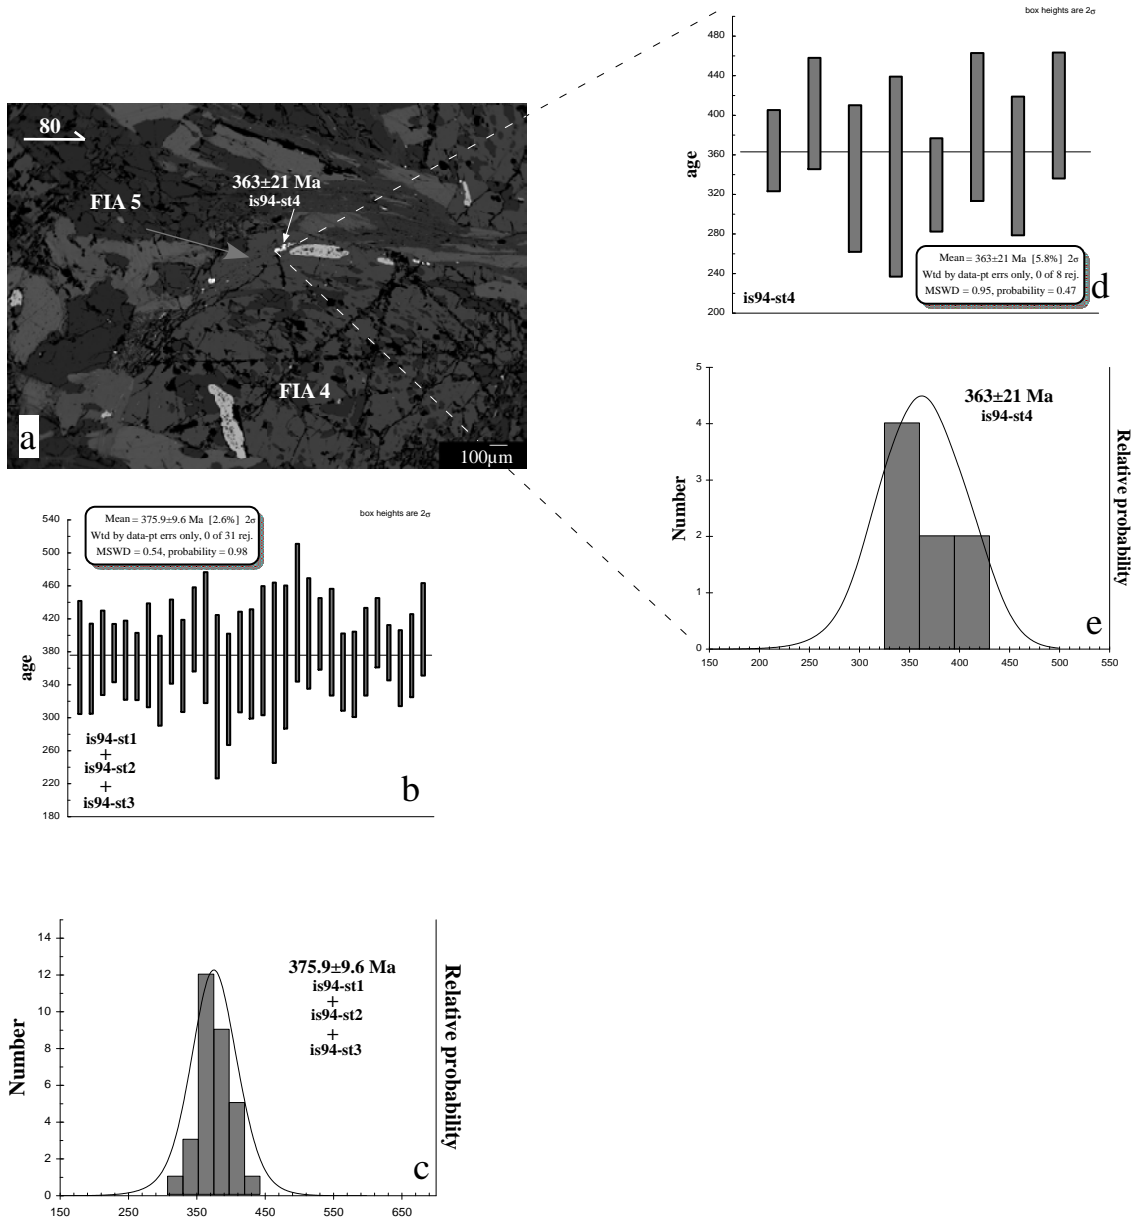 80
363±21 Ma
is94-st4
FIA 5
FIA 4
a
100µm
box heights are 2σ
480
440
400
360
320
280
240
200
age
Mean = 363±21 Ma [5.8%] 2σ
Wtd by data-pt errs only, 0 of 8 rej.
MSWD = 0.95, probability = 0.47
is94-st4
d
5
4
3
2
1
0
Number
363±21 Ma
is94-st4
Relative probability
e
150
200
250
300
350
400
450
500
550
box heights are 2σ
540
500
460
420
380
340
300
260
220
180
age
Mean = 375.9±9.6 Ma [2.6%] 2σ
Wtd by data-pt errs only, 0 of 31 rej.
MSWD = 0.54, probability = 0.98
is94-st1
+
is94-st2
+
is94-st3
b
14
12
10
8
6
4
2
0
Number
375.9±9.6 Ma
is94-st1
+
is94-st2
+
is94-st3
Relative probability
c
150
250
350
450
550
650